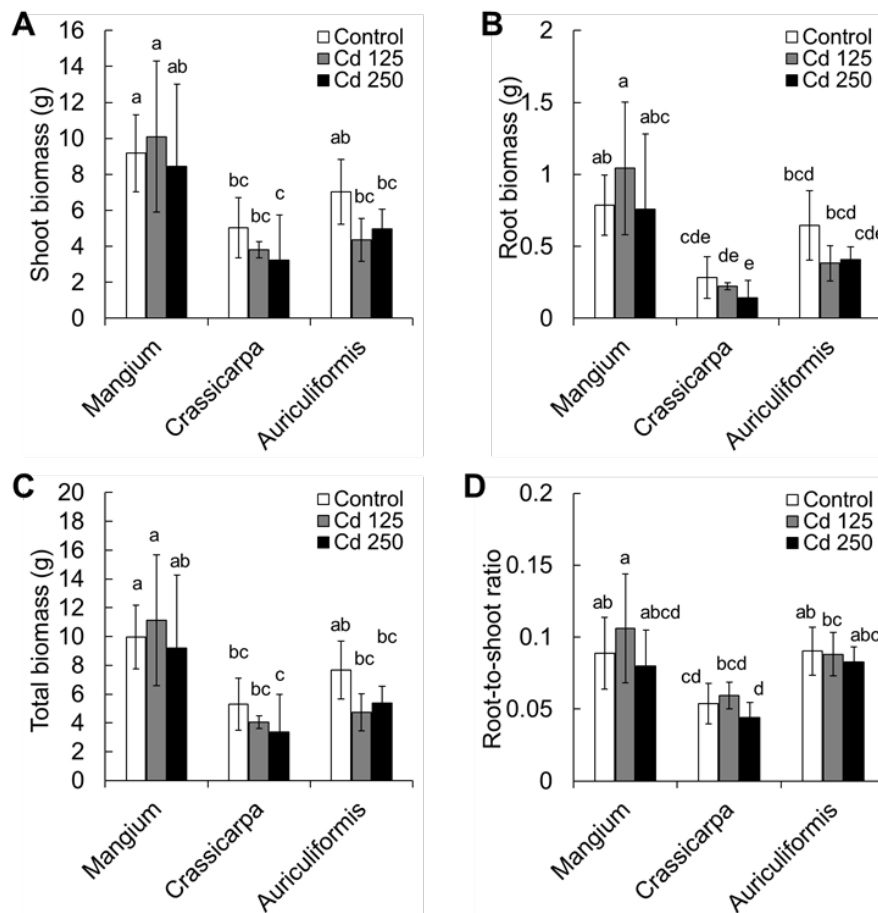 A
Shoot biomass (g)
16
14
12
10
8
6
4
2
0
Control
Cd 125
Cd 250
a
a
ab
bc
bc
c
ab
bc
bc
Mangium
Crassicarpa
Auriculiformis
B
Root biomass (g)
2
1.5
1
0.5
0
Control
Cd 125
Cd 250
ab
a
abc
cde
de
e
bcd
bcd
cde
Mangium
Crassicarpa
Auriculiformis
C
Total biomass (g)
20
18
16
14
12
10
8
6
4
2
0
Control
Cd 125
Cd 250
a
a
ab
bc
bc
c
ab
bc
bc
Mangium
Crassicarpa
Auriculiformis
D
Root-to-shoot ratio
0.2
0.15
0.1
0.05
0
Control
Cd 125
Cd 250
ab
a
abcd
cd
bcd
d
ab
bc
abc
Mangium
Crassicarpa
Auriculiformis